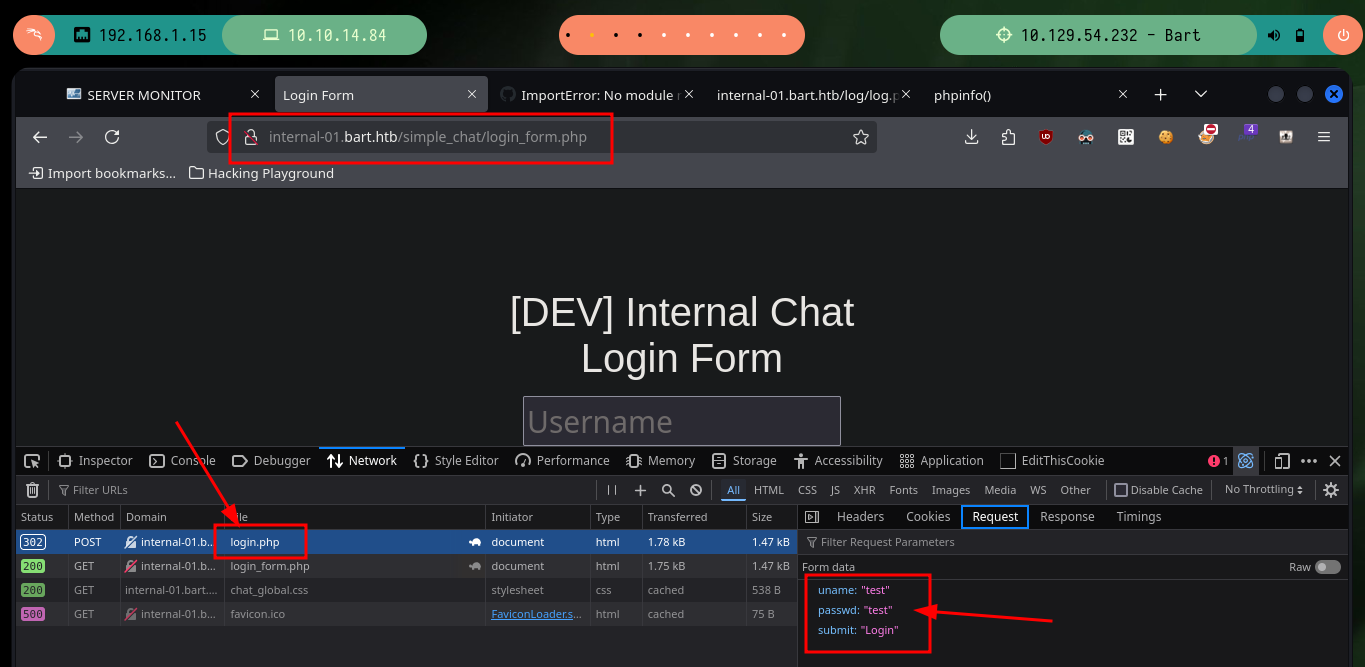 192.168.1.15 10.10.14.84 10.129.54.232 - Bart
SERVER MONITOR Login Form ImportError: No module internal-01.bart.htb/log/log.p phpinfo()
internal-01.bart.htb/simple_chat/login_form.php
4
Import bookmarks... Hacking Playground
[DEV] Internal Chat
Login Form
Username
Inspector Console Debugger Network Style Editor Performance Memory Storage Accessibility Application EditThisCookie 1
Filter URLs All HTML CSS JS XHR Fonts Images Media WS Other Disable Cache No Throttling
Status Method Domain Initiator Type Transferred Size Headers Cookies Request Response Timings
302 POST internal-01.b... login.php document html 1.78 kB 1.47 kB Filter Request Parameters
200 GET internal-01.b... login_form.php document html 1.75 kB 1.47 kB Form data Raw
200 GET internal-01.bart.... chat_global.css stylesheet css cached 538 B uname: "test"
500 GET internal-01.b... favicon.ico FaviconLoader.s... html cached 75 B passwd: "test"
submit: "Login"